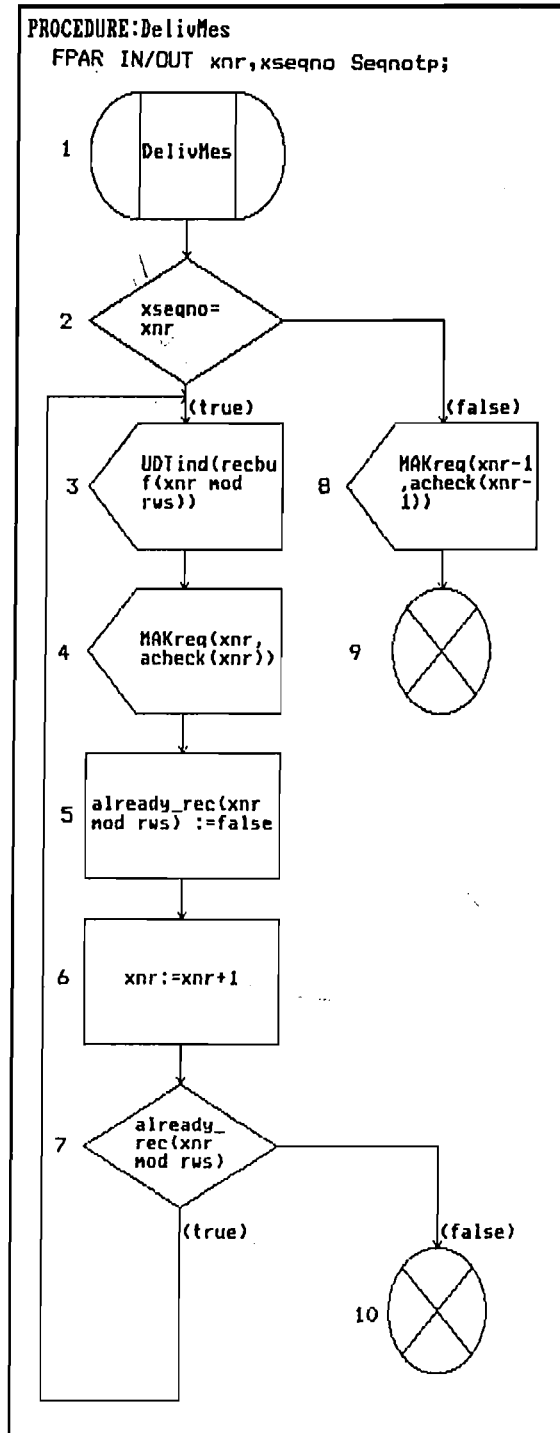 PROCEDURE:DelivMes
FPAR IN/OUT xnr,xseqno Seqnotp;
1
DelivMes
2
xseqno=
xnr
(true)
(false)
3
UDTind(recbu
f(xnr mod
rws))
8
MAKreq(xnr-1
,acheck(xnr-
1))
4
MAKreq(xnr,
acheck(xnr))
9
5
already_rec(xnr
mod rws) :=false
6
xnr:=xnr+1
7
already_
rec(xnr
mod rws)
(true)
(false)
10